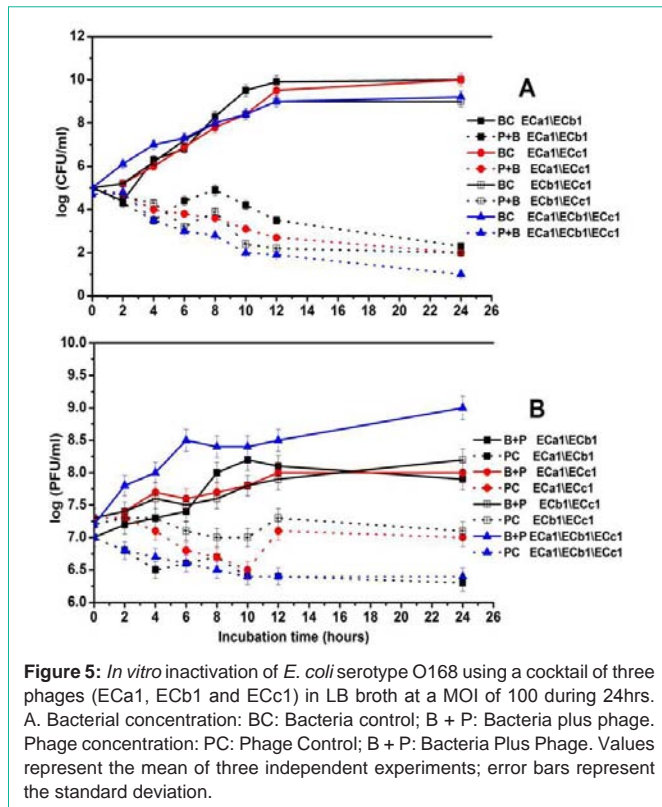 12
10
8
6
4
2
0
log (CFU/ml)
0 2 4 6 8 10 12 14 16 18 20 22 24 26
A
BC ECa1\ECb1
P+B ECa1\ECb1
BC ECa1\ECc1
P+B ECa1\ECc1
BC ECb1\ECc1
P+B ECb1\ECc1
BC ECa1\ECb1\ECc1
P+B ECa1\ECb1\ECc1
10.0
9.5
9.0
8.5
8.0
7.5
7.0
6.5
6.0
log (PFU/ml)
0 2 4 6 8 10 12 14 16 18 20 22 24 26
Incubation time (hours)
B
B+P ECa1\ECb1
PC ECa1\ECb1
B+P ECa1\ECc1
PC ECa1\ECc1
B+P ECb1\ECc1
PC ECb1\ECc1
B+P ECa1\ECb1\ECc1
PC ECa1\ECb1\ECc1
Figure 5: In vitro inactivation of E. coli serotype O168 using a cocktail of three
phages (ECa1, ECb1 and ECc1) in LB broth at a MOI of 100 during 24hrs.
A. Bacterial concentration: BC: Bacteria control; B + P: Bacteria plus phage.
Phage concentration: PC: Phage Control; B + P: Bacteria Plus Phage. Values
represent the mean of three independent experiments; error bars represent
the standard deviation.